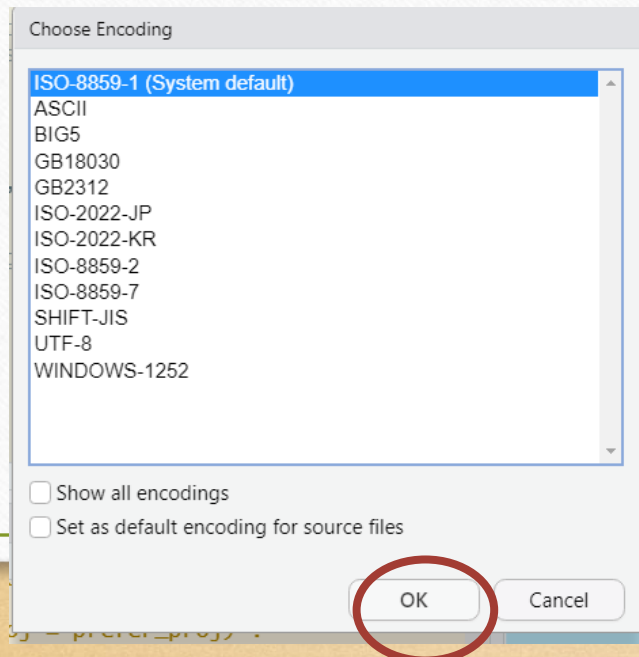 Choose Encoding
ISO-8859-1 (System default)
ASCII
BIG5
GB18030
GB2312
ISO-2022-JP
ISO-2022-KR
ISO-8859-2
ISO-8859-7
SHIFT-JIS
UTF-8
WINDOWS-1252
Show all encodings
Set as default encoding for source files
OK Cancel